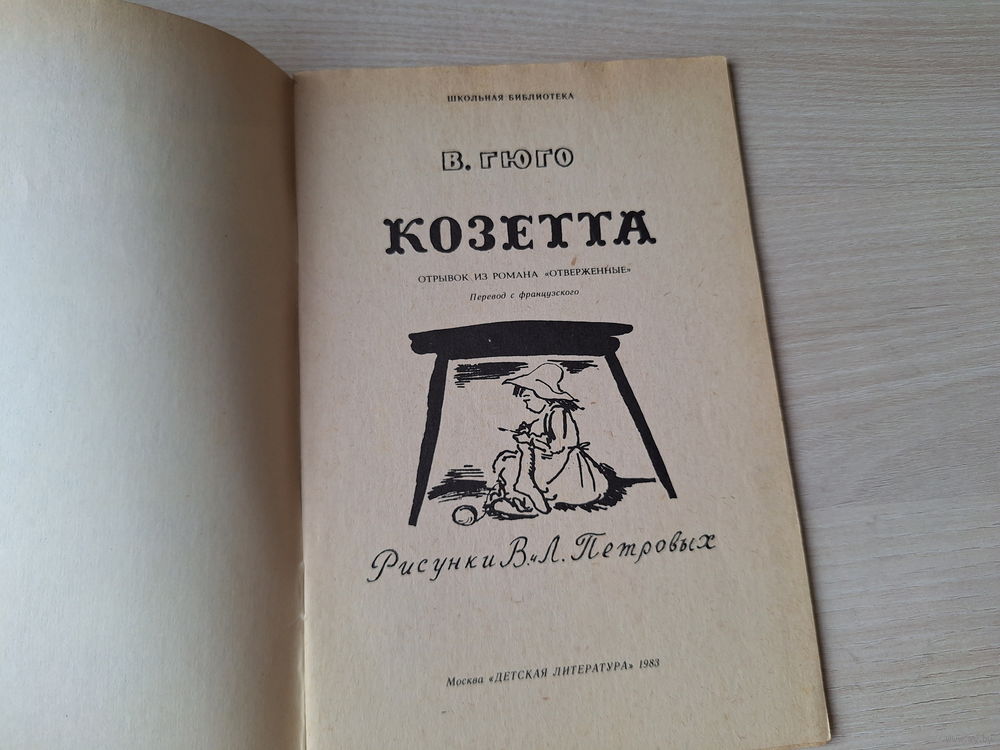 ШКОЛЬНАЯ БИБЛИОТЕКА
В. ГЮГО
КОЗЕТТА
ОТРЫВОК ИЗ РОМАНА «ОТВЕРЖЕННЫЕ»
Перевод с французского
Рисунки В. и Л. Петровых
Москва «ДЕТСКАЯ ЛИТЕРАТУРА» 1983